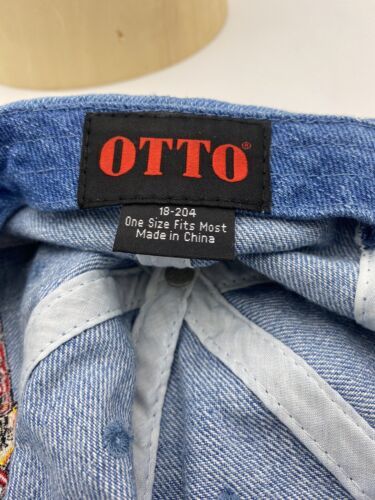 OTTO®
18-204
One Size Fits Most
Made in China